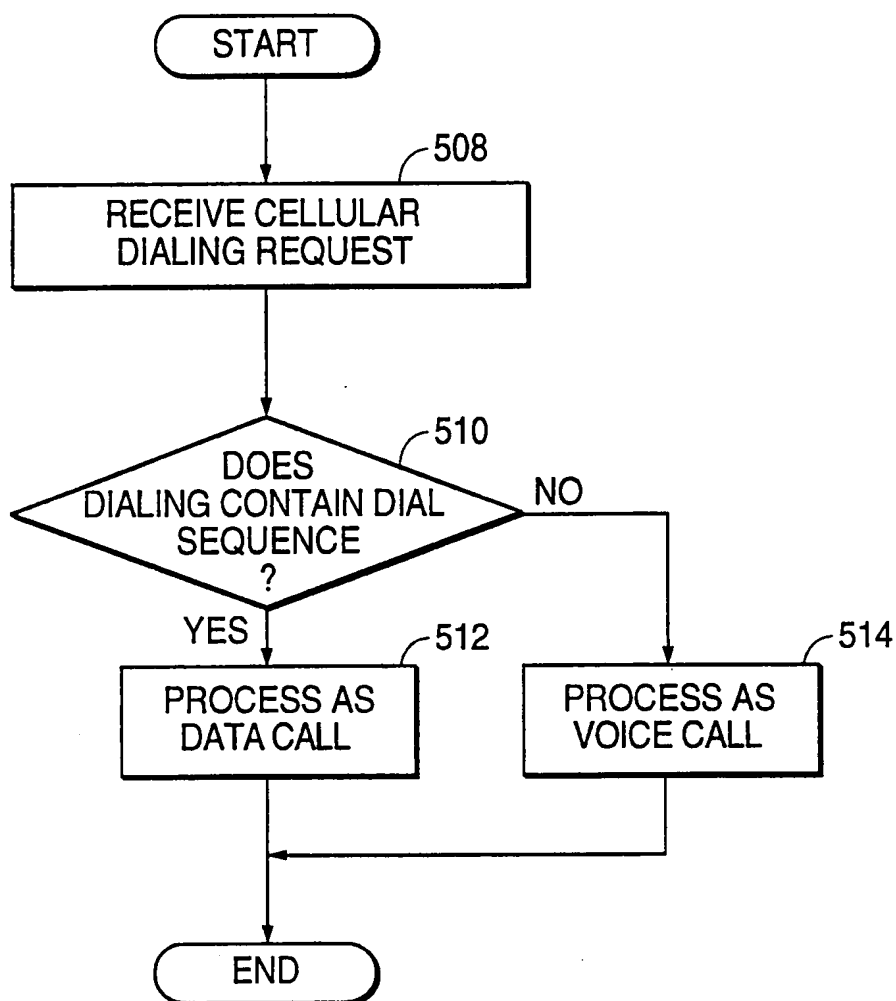 START
508
RECEIVE CELLULAR
DIALING REQUEST
510
DOES
DIALING CONTAIN DIAL
SEQUENCE
?
NO
YES
512
514
PROCESS AS
DATA CALL
PROCESS AS
VOICE CALL
END